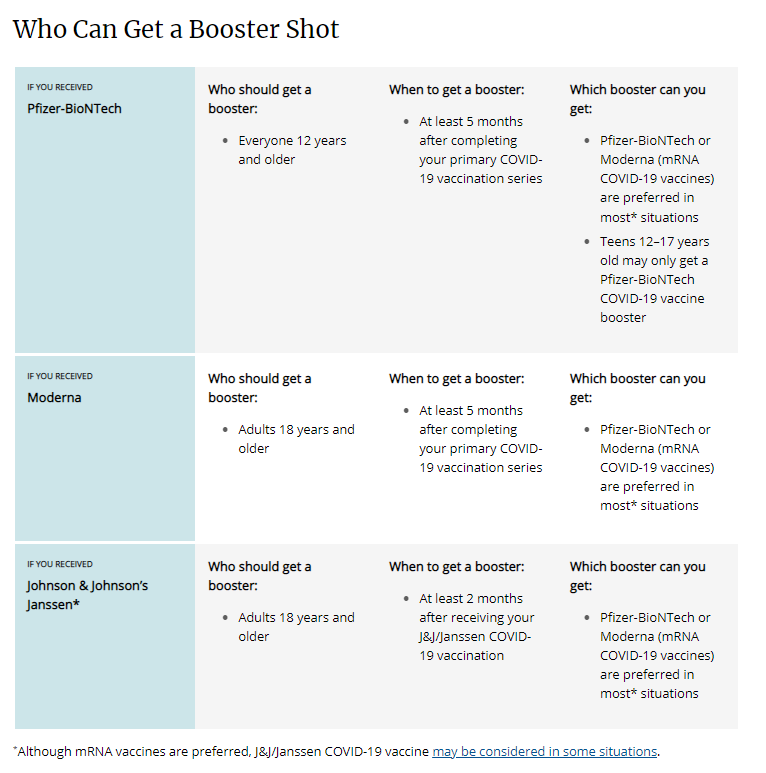 Who Can Get a Booster Shot
IF YOU RECEIVED
Pfizer-BioNTech
Who should get a
booster:
• Everyone 12 years
and older
When to get a booster:
• At least 5 months
after completing
your primary COVID-
19 vaccination series
Which booster can you
get:
• Pfizer-BioNTech or
Moderna (mRNA
COVID-19 vaccines)
are preferred in
most* situations
• Teens 12–17 years
old may only get a
Pfizer-BioNTech
COVID-19 vaccine
booster
IF YOU RECEIVED
Moderna
Who should get a
booster:
• Adults 18 years and
older
When to get a booster:
• At least 5 months
after completing
your primary COVID-
19 vaccination series
Which booster can you
get:
• Pfizer-BioNTech or
Moderna (mRNA
COVID-19 vaccines)
are preferred in
most* situations
IF YOU RECEIVED
Johnson & Johnson’s
Janssen*
Who should get a
booster:
• Adults 18 years and
older
When to get a booster:
• At least 2 months
after receiving your
J&J/Janssen COVID-
19 vaccination
Which booster can you
get:
• Pfizer-BioNTech or
Moderna (mRNA
COVID-19 vaccines)
are preferred in
most* situations
*Although mRNA vaccines are preferred, J&J/Janssen COVID-19 vaccine may be considered in some situations.